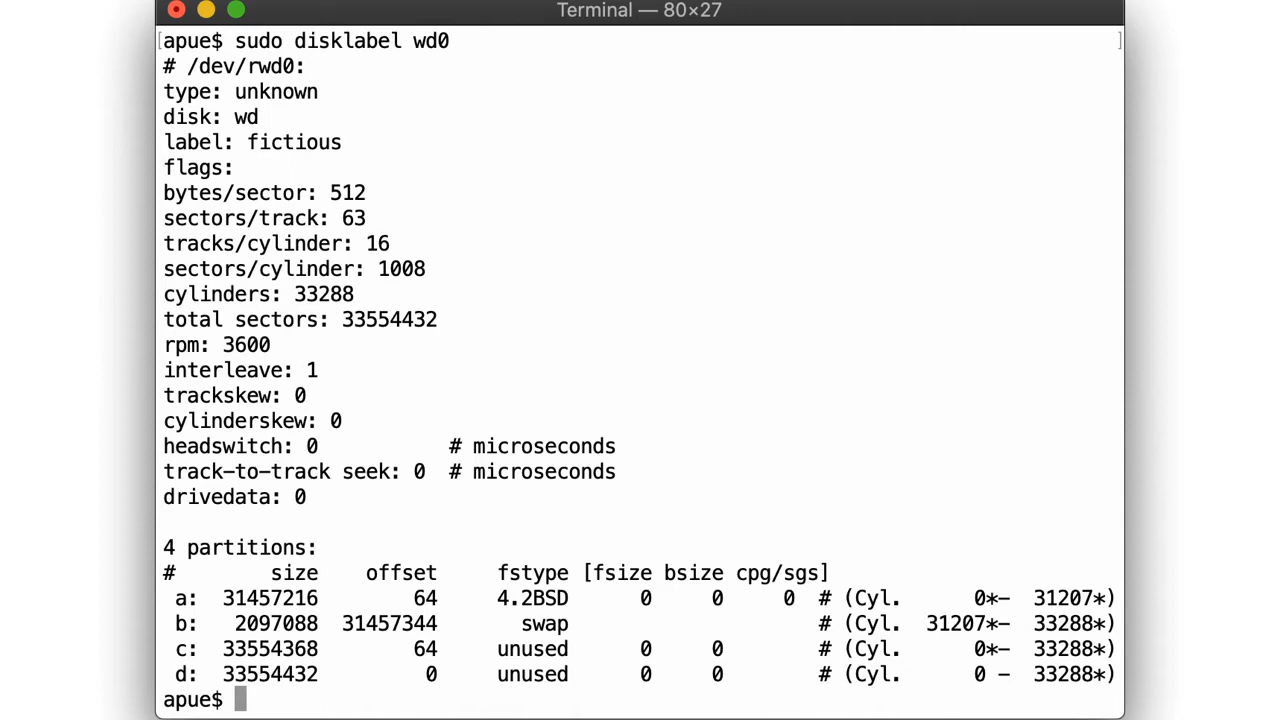 Terminal — 80×27
[apue$ sudo disklabel wd0 ]
# /dev/rwd0:
type: unknown
disk: wd
label: fictious
flags:
bytes/sector: 512
sectors/track: 63
tracks/cylinder: 16
sectors/cylinder: 1008
cylinders: 33288
total sectors: 33554432
rpm: 3600
interleave: 1
trackskew: 0
cylinderskew: 0
headswitch: 0           # microseconds
track-to-track seek: 0  # microseconds
drivedata: 0

4 partitions:
#        size    offset     fstype [fsize bsize cpg/sgs]
 a:  31457216        64     4.2BSD      0     0     0  # (Cyl.      0*-  31207*)
 b:   2097088  31457344       swap                     # (Cyl.  31207*-  33288*)
 c:  33554368        64     unused      0     0        # (Cyl.      0*-  33288*)
 d:  33554432         0     unused      0     0        # (Cyl.      0 -  33288*)
apue$